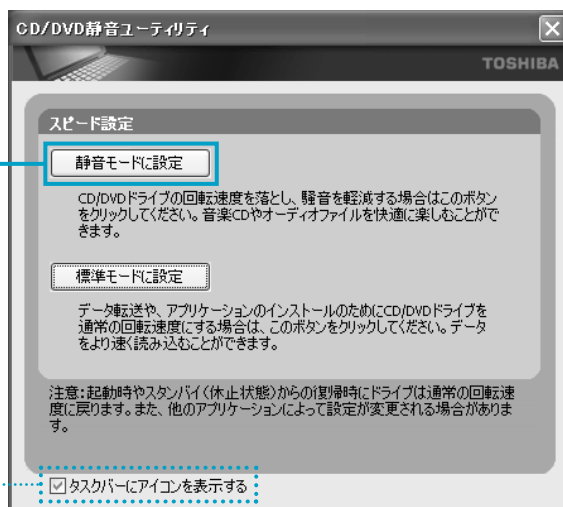 CD/DVD静音ユーティリティ
TOSHIBA
スピード設定
静音モードに設定
CD/DVDドライブの回転速度を落とし、騒音を軽減する場合はこのボタン
をクリックしてください。音楽CDやオーディオファイルを快適に楽しむことがで
きます。
標準モードに設定
データ転送や、アプリケーションのインストールのためにCD/DVDドライブを
通常の回転速度にする場合は、このボタンをクリックしてください。データ
をより速く読み込むことができます。
注意:起動時やスタンバイ(休止状態)からの復帰時にドライブは通常の回転速
度に戻ります。また、他のアプリケーションによって設定が変更される場合がありま
す。
タスクバーにアイコンを表示する